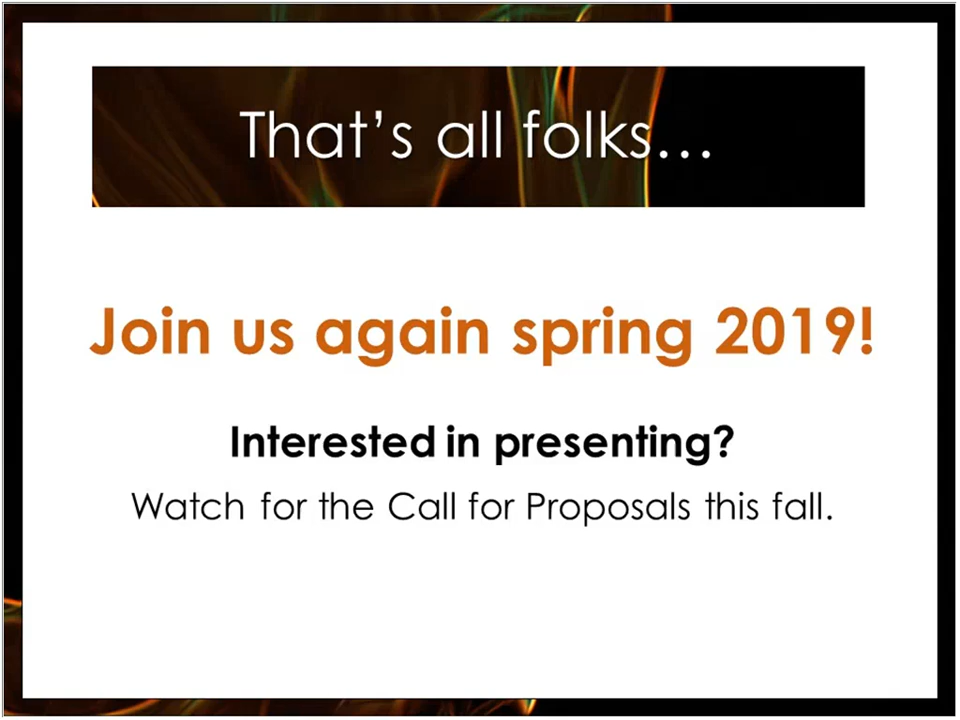 That’s all folks…
Join us again spring 2019!
Interested in presenting?
Watch for the Call for Proposals this fall.